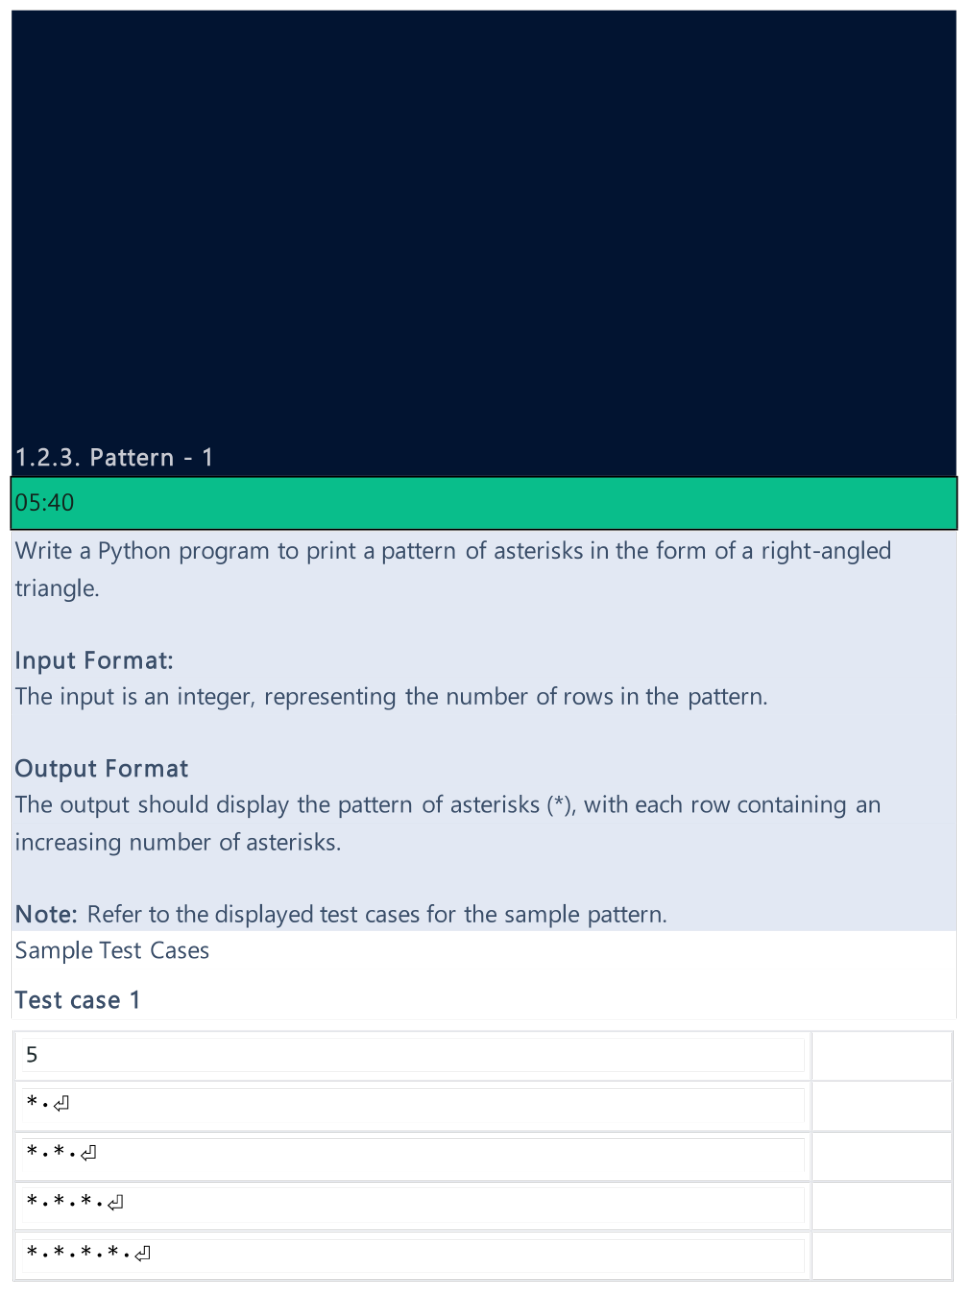 1.2.3. Pattern - 1
05:40
Write a Python program to print a pattern of asterisks in the form of a right-angled
triangle.
Input Format:
The input is an integer, representing the number of rows in the pattern.
Output Format
The output should display the pattern of asterisks (*), with each row containing an
increasing number of asterisks.
Note: Refer to the displayed test cases for the sample pattern.
Sample Test Cases
Test case 1
5
*·⏎
*·*·⏎
*·*·*·⏎
*·*·*·*·⏎